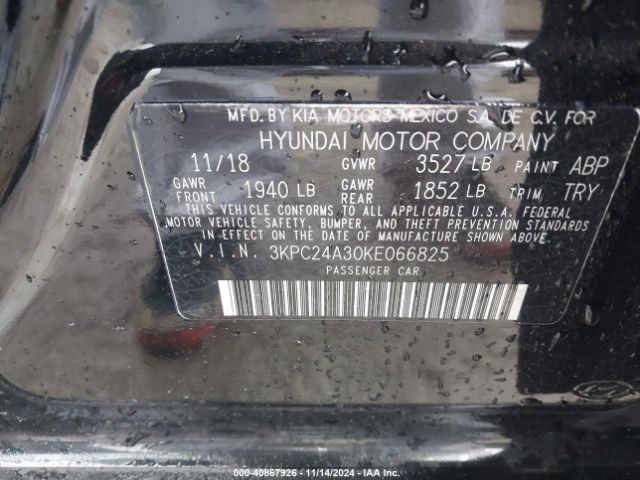 MFD. BY KIA MOTORS MEXICO S.A. DE C.V. FOR
HYUNDAI MOTOR COMPANY
11/18 GVWR 3527 LB PAINT ABP
GAWR FRONT 1940 LB GAWR REAR 1852 LB TRIM TRY
THIS VEHICLE CONFORMS TO ALL APPLICABLE U.S.A. FEDERAL
MOTOR VEHICLE SAFETY, BUMPER, AND THEFT PREVENTION STANDARDS
IN EFFECT ON THE DATE OF MANUFACTURE SHOWN ABOVE.
V.I.N. 3KPC24A30KE066825
PASSENGER CAR
000-40867926 - 11/14/2024 - IAA Inc.